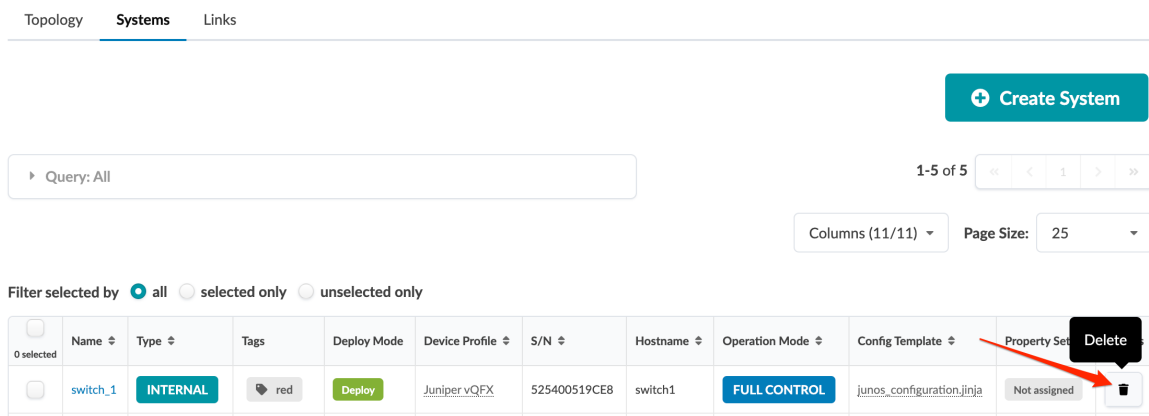 Topology Systems Links
Create System
Query: All
1-5 of 5 « ‹ 1 › »
Columns (11/11) Page Size: 25
Filter selected by all selected only unselected only
0 selected Name Type Tags Deploy Mode Device Profile S/N Hostname Operation Mode Config Template Property Set Delete
switch_1 INTERNAL red Deploy Juniper vQFX 525400519CE8 switch1 FULL CONTROL junos_configuration.jinja Not assigned